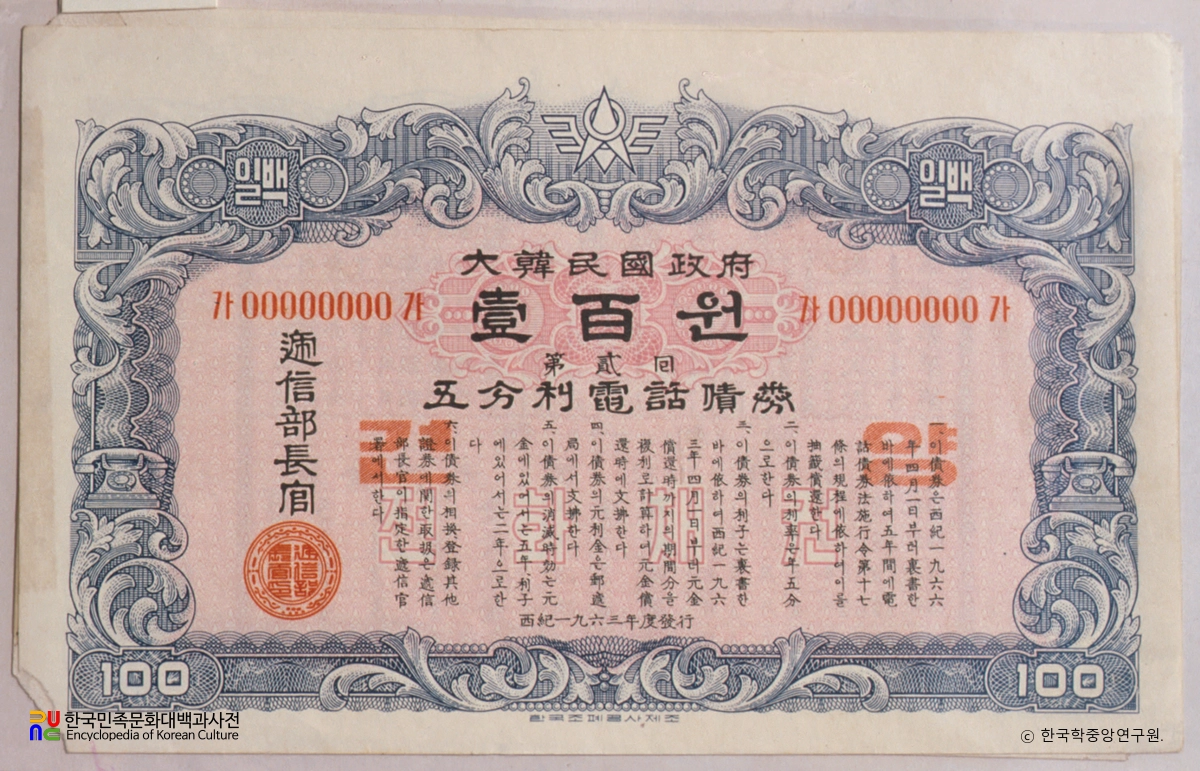 일백
일백
大韓民國政府
가 00000000 가
壹百원
가 00000000 가
第貳回
五分利電話債券
遞信部長官
견양
전화채권
一、이債券은西紀一九六六
年四月一日부터裏書한
바에依하여五年間에電
話債券法施行令第十七
條의規程에依하여이를
抽籤償還한다
二、이債券의利率은年五分
으로한다
三、이債券의利子는裏書한
바에依하여西紀一九六
三年四月一日부터元金
償還時까지의期間分을
複利로計算하여元金償
還時에支拂한다
四、이債券의元利金은郵遞
局에서支拂한다
五、이債券의消滅時効는元
金에있어서는五年、利子
에있어서는二年으로한
다
六、이債券의相換登錄其他
證券에關한取扱은遞信
部長官이指定한遞信官
署에서한다
西紀一九六三年度發行
100
100
한국조폐공사제조
한국민족문화대백과사전
Encyclopedia of Korean Culture
© 한국학중앙연구원.